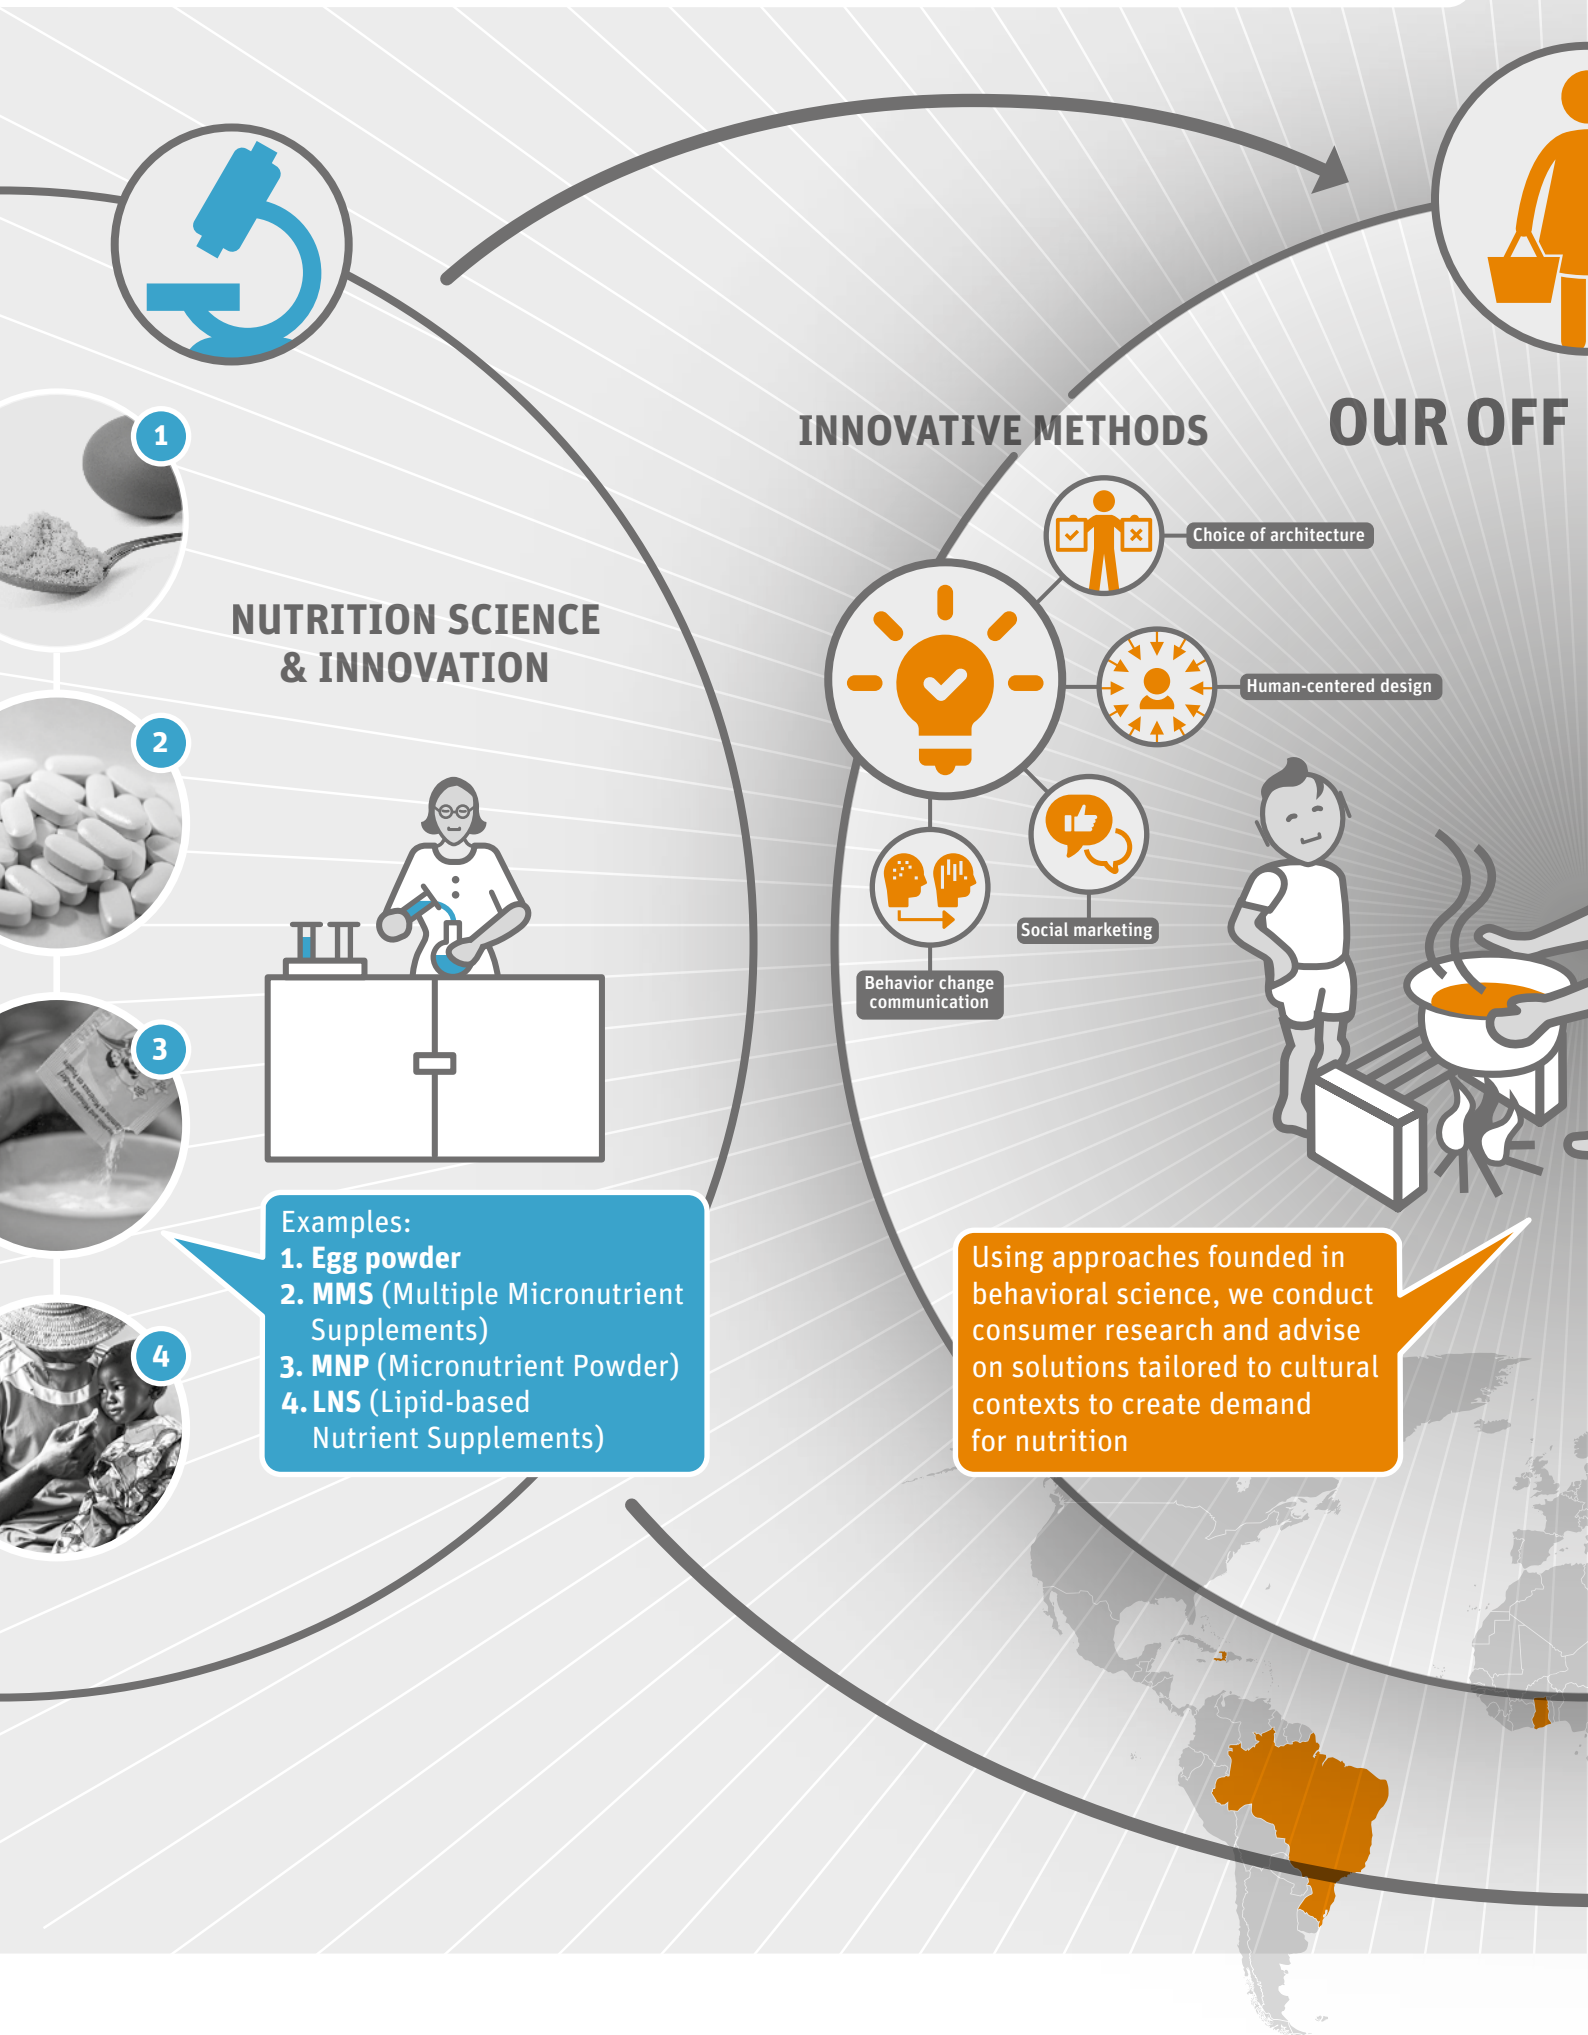 1
2
3
4
NUTRITION SCIENCE
& INNOVATION
Examples:
1. Egg powder
2. MMS (Multiple Micronutrient
Supplements)
3. MNP (Micronutrient Powder)
4. LNS (Lipid-based
Nutrient Supplements)
INNOVATIVE METHODS
OUR OFF
Choice of architecture
Human-centered design
Social marketing
Behavior change
communication
Using approaches founded in
behavioral science, we conduct
consumer research and advise
on solutions tailored to cultural
contexts to create demand
for nutrition